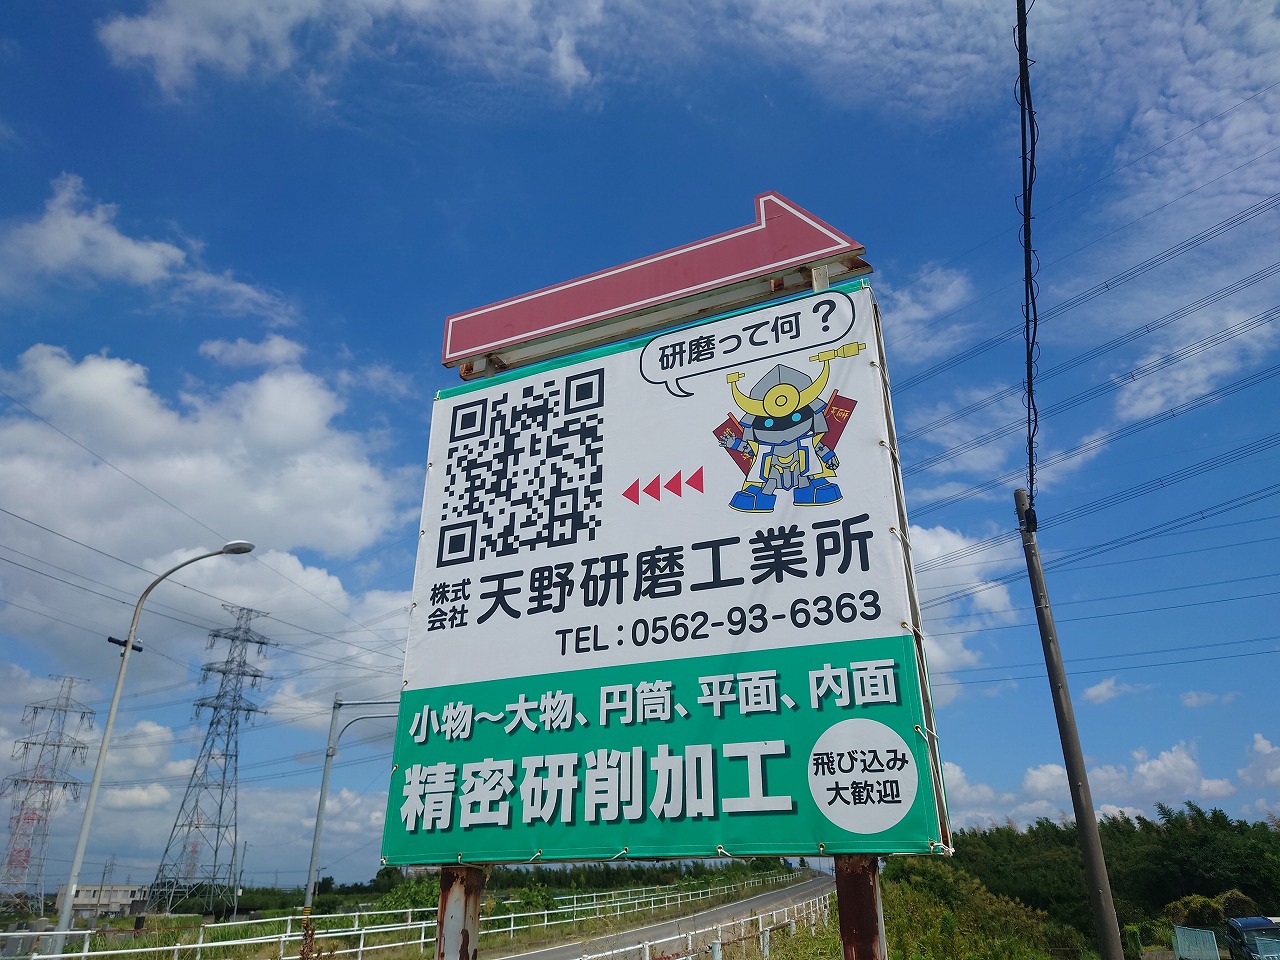 研磨って何？
天研
株式会社 天野研磨工業所
TEL：0562-93-6363
小物～大物、円筒、平面、内面
精密研削加工
飛び込み
大歓迎